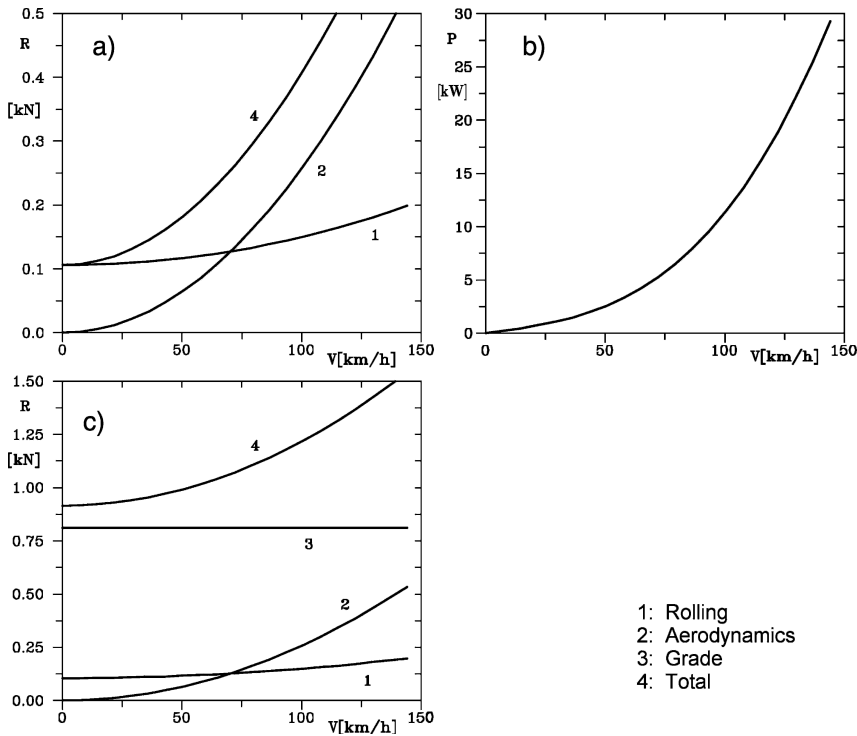 a)
R
[kN]
0.5
0.4
0.3
0.2
0.1
0.0
0
50
100
150
V[km/h]
4
2
1
b)
P
[kW]
30
25
20
15
10
5
0
0
50
100
150
V[km/h]
c)
R
[kN]
1.50
1.25
1.00
0.75
0.50
0.25
0.00
0
50
100
150
V[km/h]
4
3
2
1
1: Rolling
2: Aerodynamics
3: Grade
4: Total